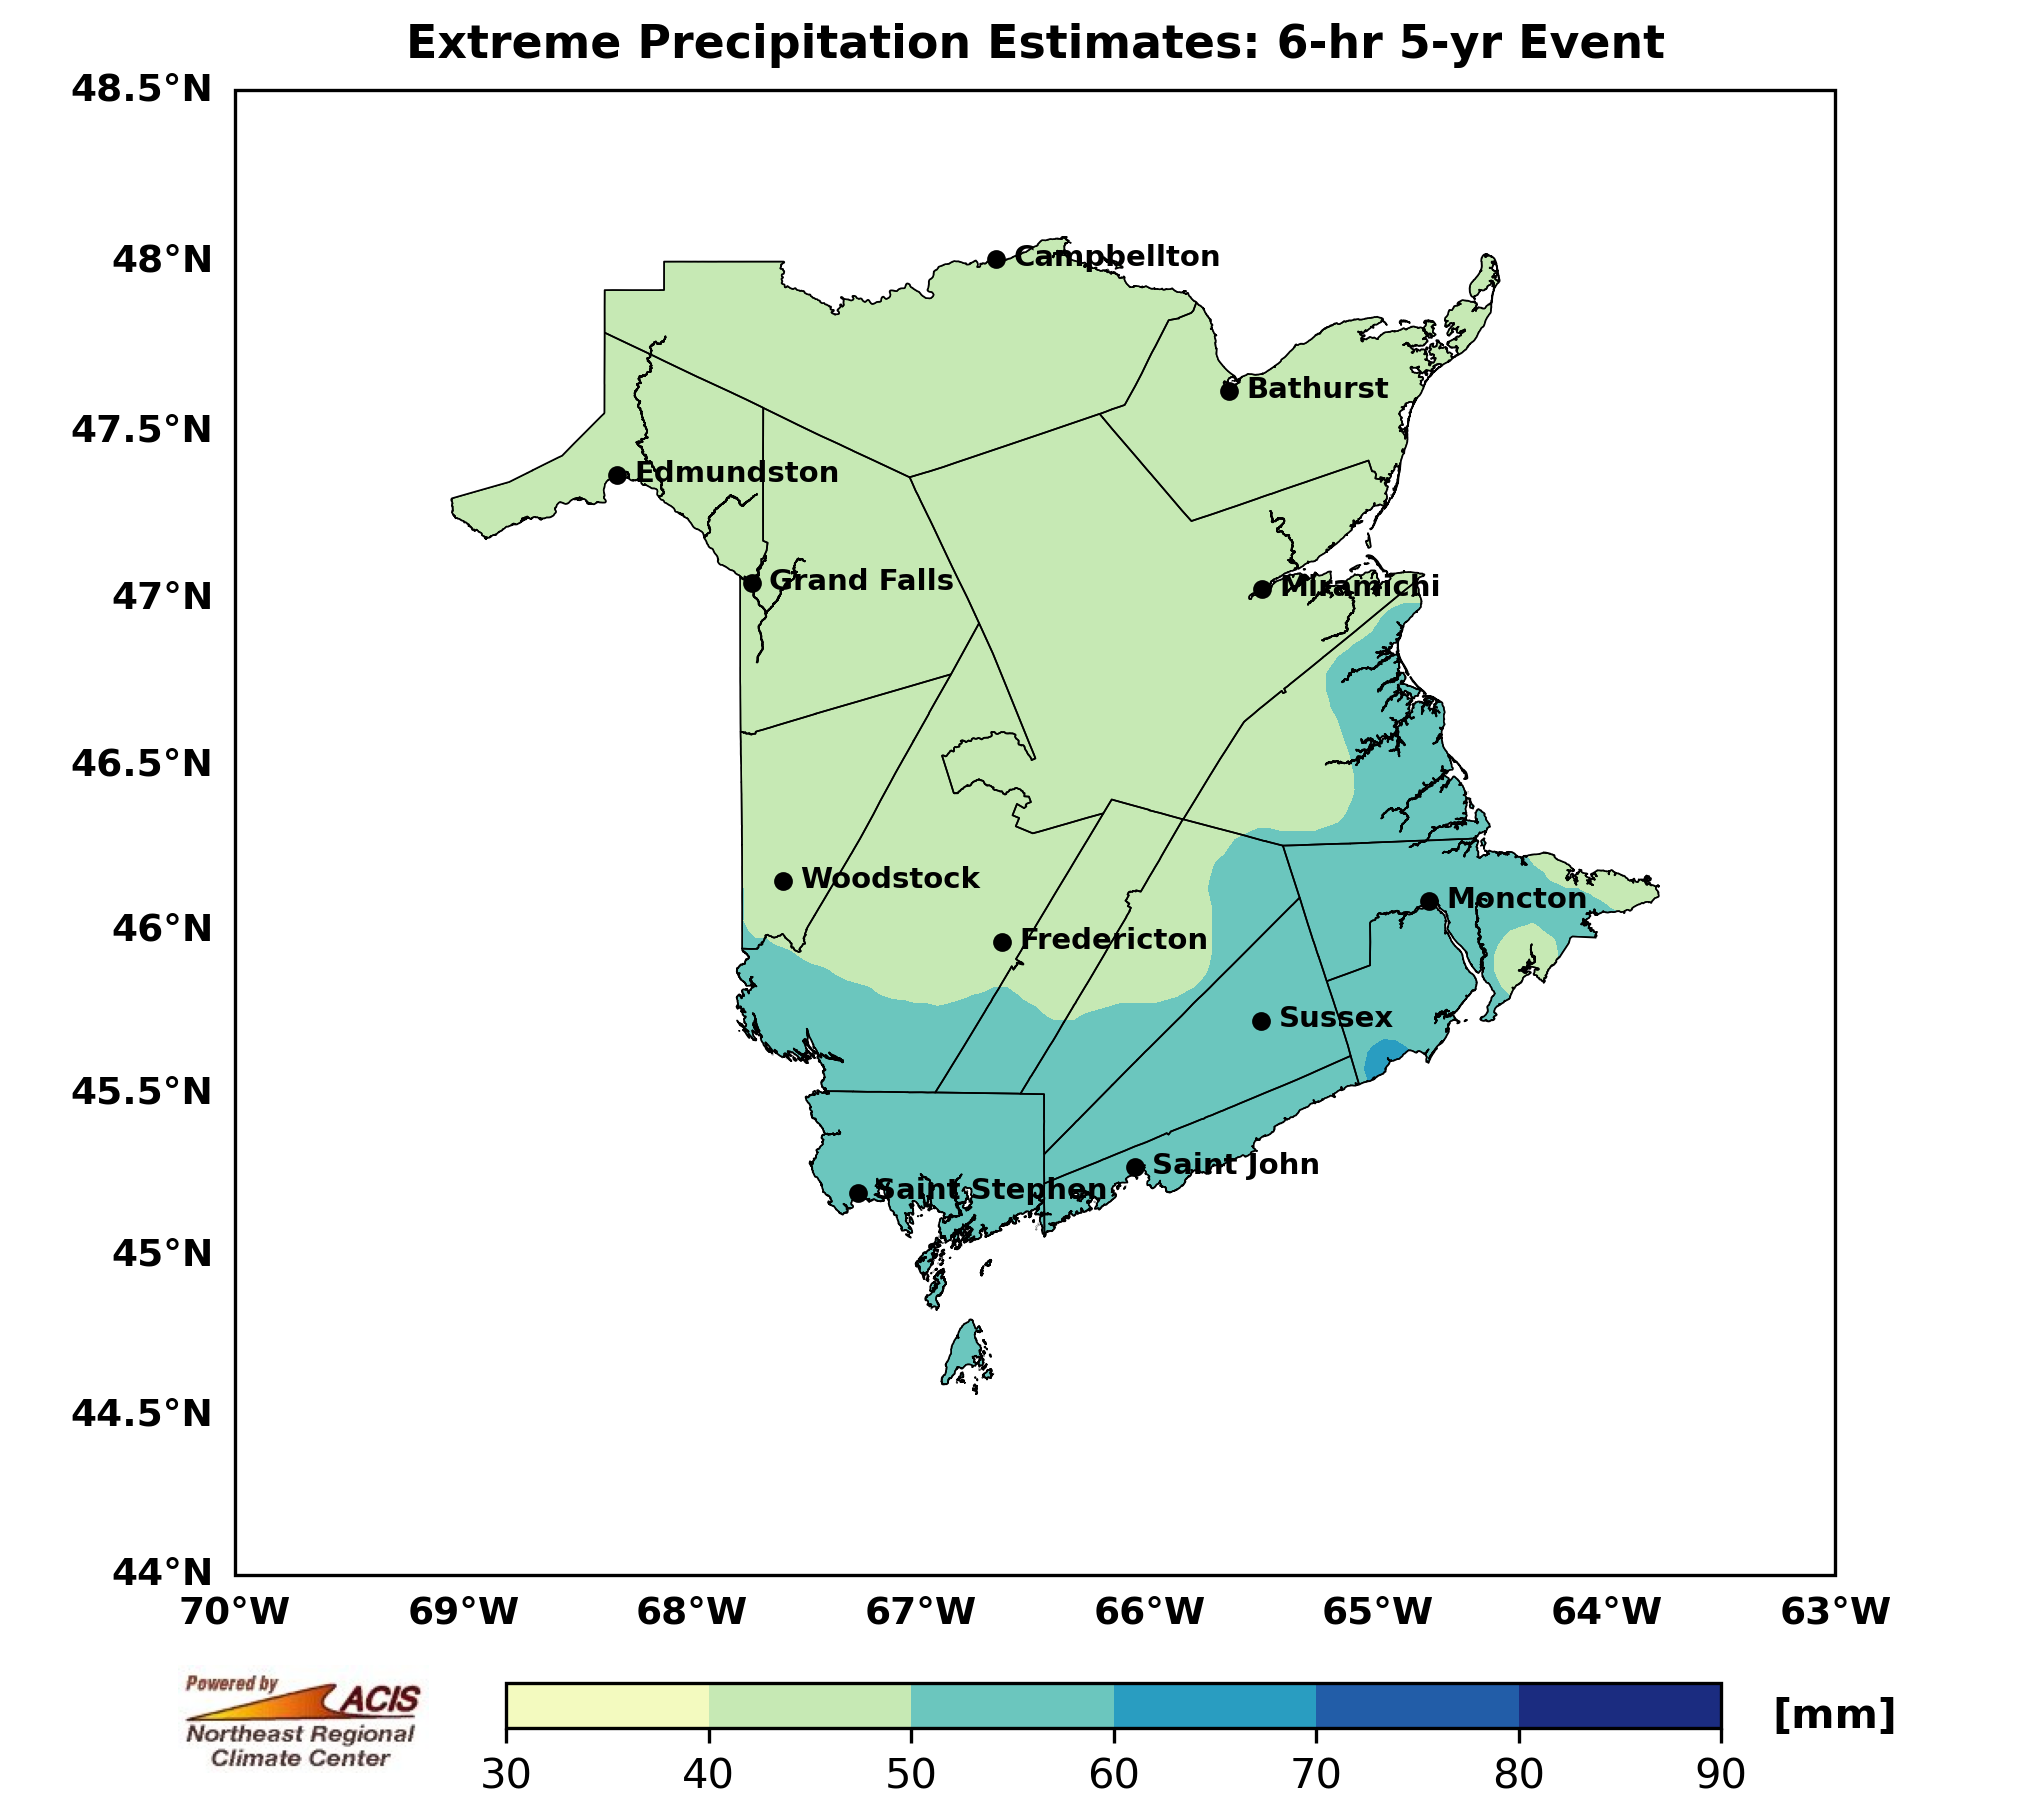 Extreme Precipitation Estimates: 6-hr 5-yr Event
48.5°N
48°N
47.5°N
47°N
46.5°N
46°N
45.5°N
45°N
44.5°N
44°N
Campbellton
Bathurst
Edmundston
Grand Falls
Miramichi
Woodstock
Moncton
Fredericton
Sussex
Saint John
Saint Stephen
70°W 69°W 68°W 67°W 66°W 65°W 64°W 63°W
Powered by
ACIS
Northeast Regional
Climate Center
[mm]
30 40 50 60 70 80 90